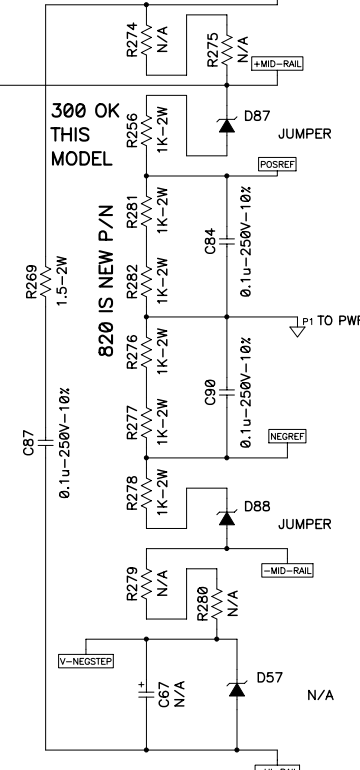 R274
N/A
R275
N/A
+MID-RAIL
300 OK
THIS
MODEL
R256
1K-2W
D87
JUMPER
POSREF
R281
1K-2W
C84
0.1u-250V-10%
820 IS NEW P/N
R269
1.5-2W
R282
1K-2W
P1 TO PWR
R276
1K-2W
C90
0.1u-250V-10%
C87
0.1u-250V-10%
R277
1K-2W
NEGREF
R278
1K-2W
D88
JUMPER
-MID-RAIL
R279
N/A
R280
N/A
V-NEGSTEP
+
C67
N/A
D57
N/A